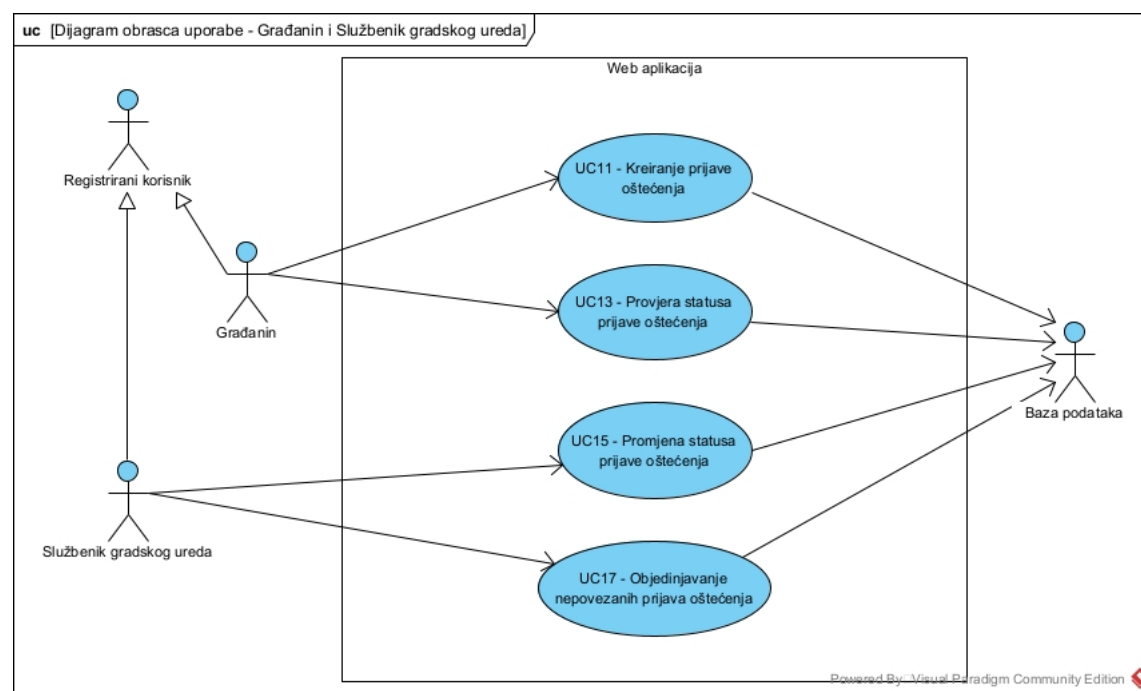 uc [Dijagram obrasca uporabe - Građanin i Službenik gradskog ureda]
Web aplikacija
Registrirani korisnik
UC11 - Kreiranje prijave
oštećenja
Građanin
UC13 - Provjera statusa
prijave oštećenja
Baza podataka
UC15 - Promjena statusa
prijave oštećenja
Službenik gradskog ureda
UC17 - Objedinjavanje
nepovezanih prijava oštećenja
Powered By Visual Paradigm Community Edition